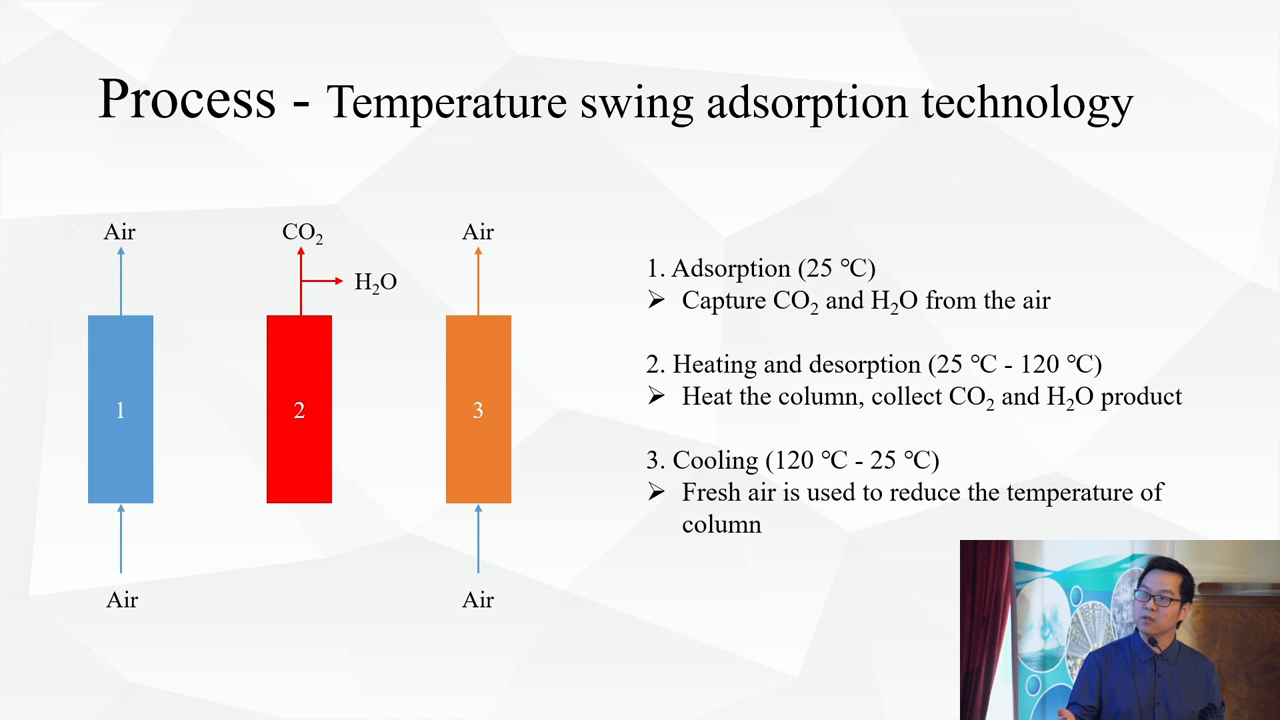 Process - Temperature swing adsorption technology
Air
CO₂
Air
H₂O
1
2
3
Air
Air
1. Adsorption (25 ℃)
➢ Capture CO₂ and H₂O from the air
2. Heating and desorption (25 ℃ - 120 ℃)
➢ Heat the column, collect CO₂ and H₂O product
3. Cooling (120 ℃ - 25 ℃)
➢ Fresh air is used to reduce the temperature of
column